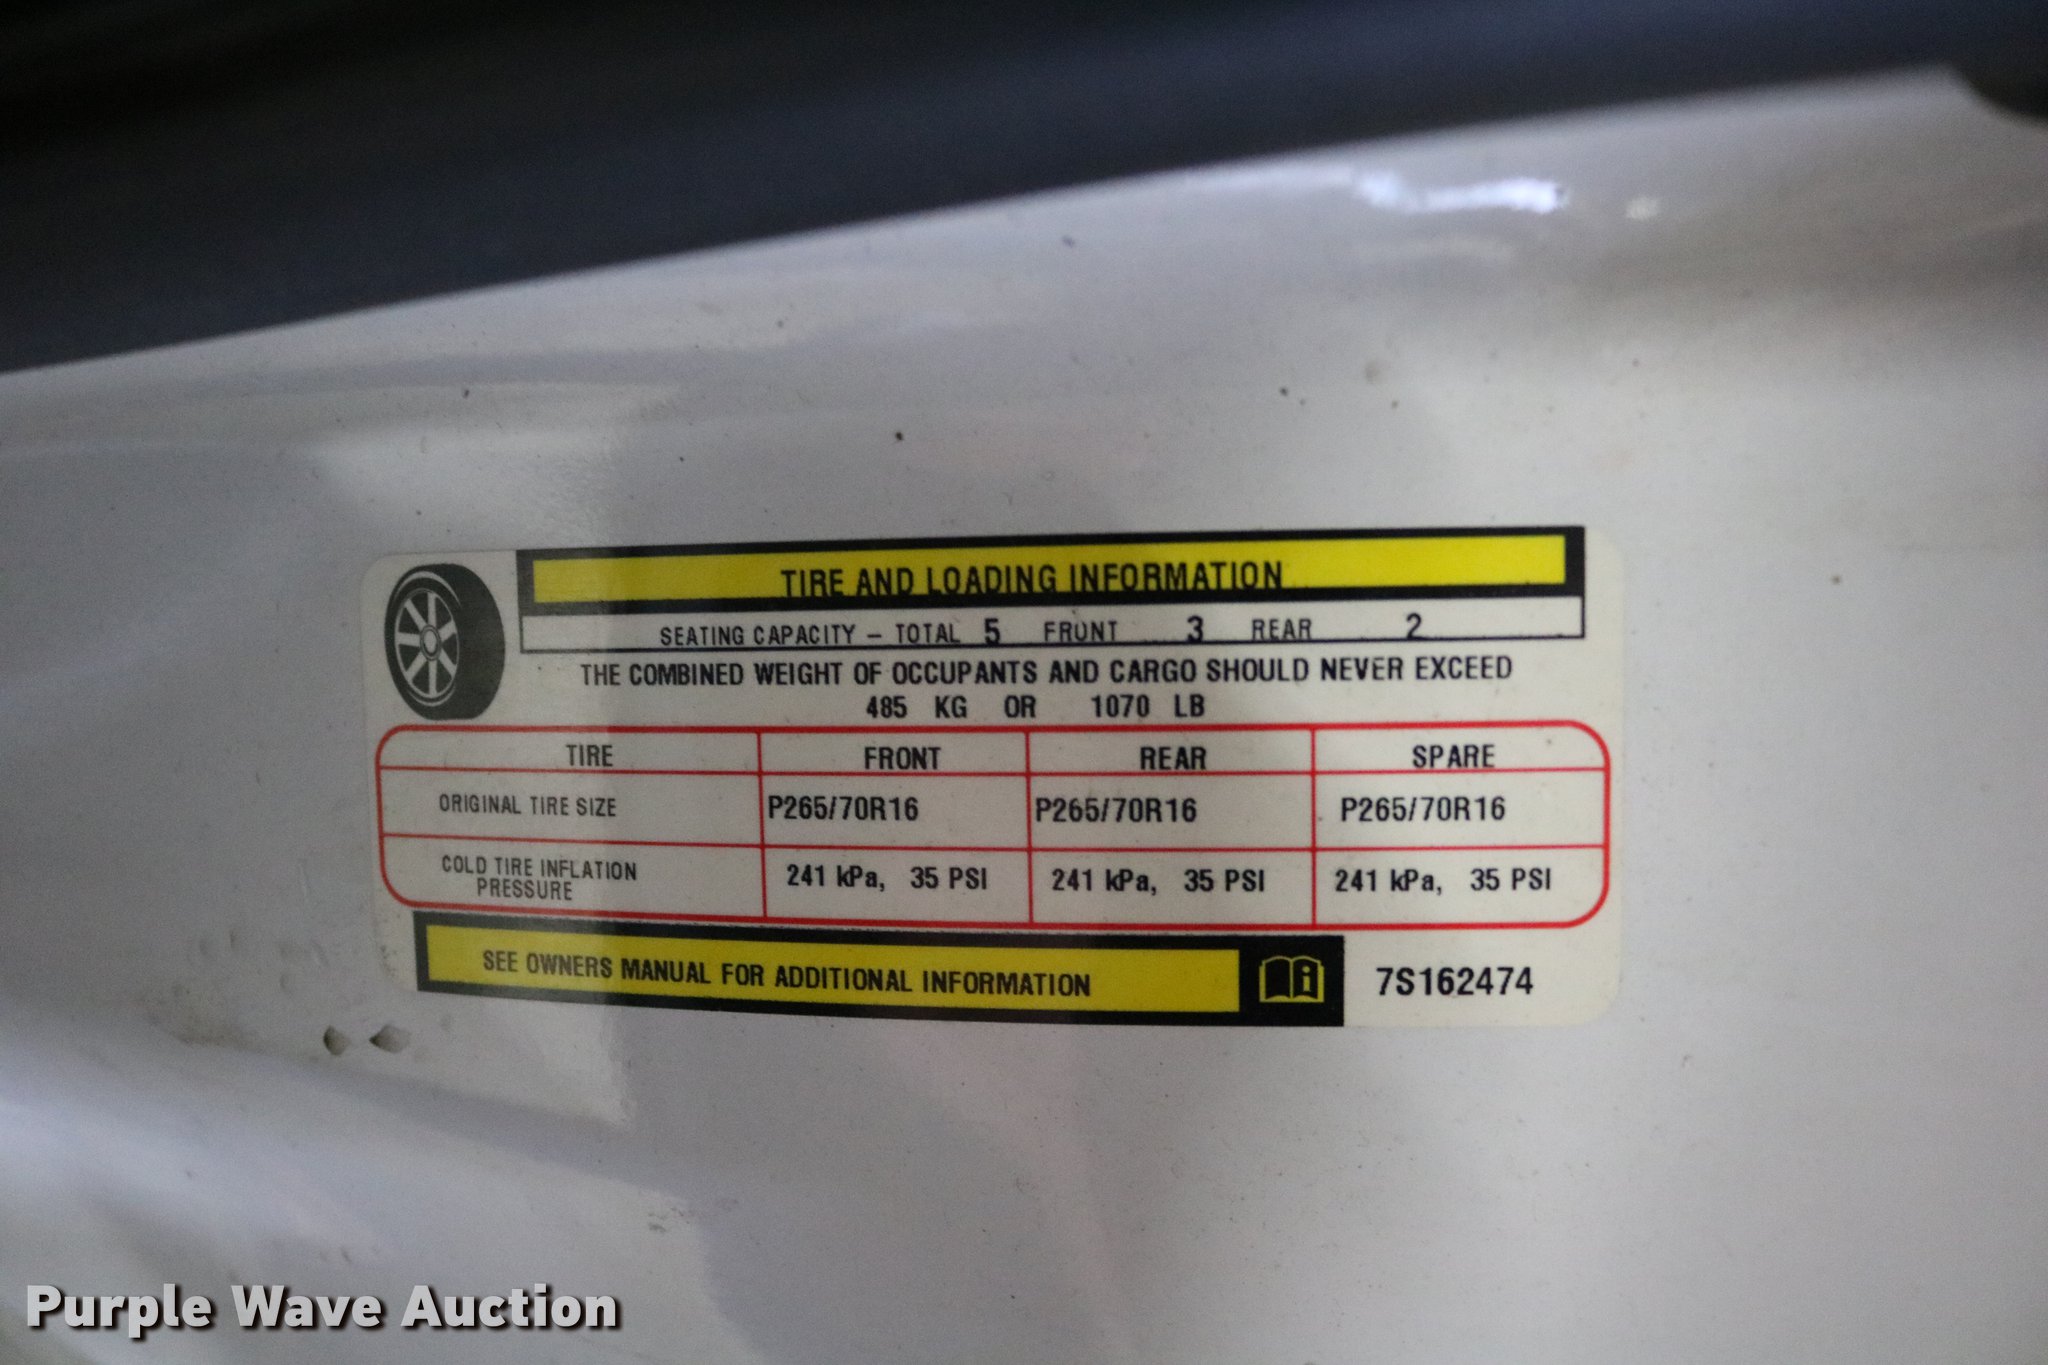 TIRE AND LOADING INFORMATION
SEATING CAPACITY – TOTAL 5 FRONT 3 REAR 2
THE COMBINED WEIGHT OF OCCUPANTS AND CARGO SHOULD NEVER EXCEED
485 KG OR 1070 LB
TIRE FRONT REAR SPARE
ORIGINAL TIRE SIZE P265/70R16 P265/70R16 P265/70R16
COLD TIRE INFLATION
PRESSURE 241 kPa, 35 PSI 241 kPa, 35 PSI 241 kPa, 35 PSI
SEE OWNERS MANUAL FOR ADDITIONAL INFORMATION 7S162474
Purple Wave Auction